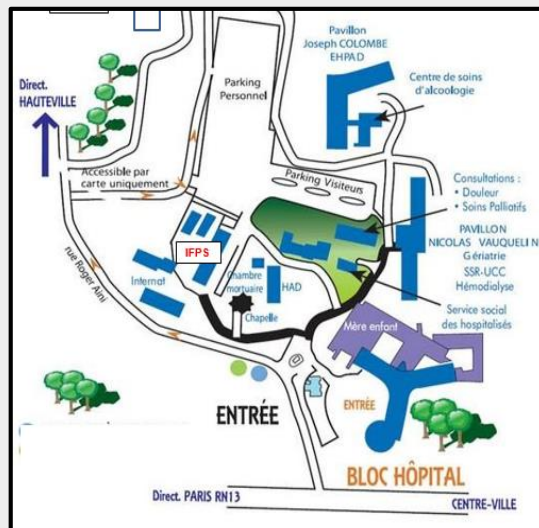 Pavillon
Joseph COLOMBE
EHPAD
Direct.
HAUTEVILLE
Parking
Personnel
Centre de soins
d'alcoologie
Accessible par
carte uniquement
Parking Visiteurs
Consultations :
• Douleur
• Soins Palliatifs
PAVILLON
NICOLAS VAUQUELIN
Gériatrie
SSR-UCC
Hémodialyse
IFPS
rue Roger Aini
Internat
Chambre
mortuaire
HAD
Chapelle
Service social
des hospitalisés
Mère enfant
ENTRÉE
ENTRÉE
BLOC HÔPITAL
Direct. PARIS RN13
CENTRE-VILLE